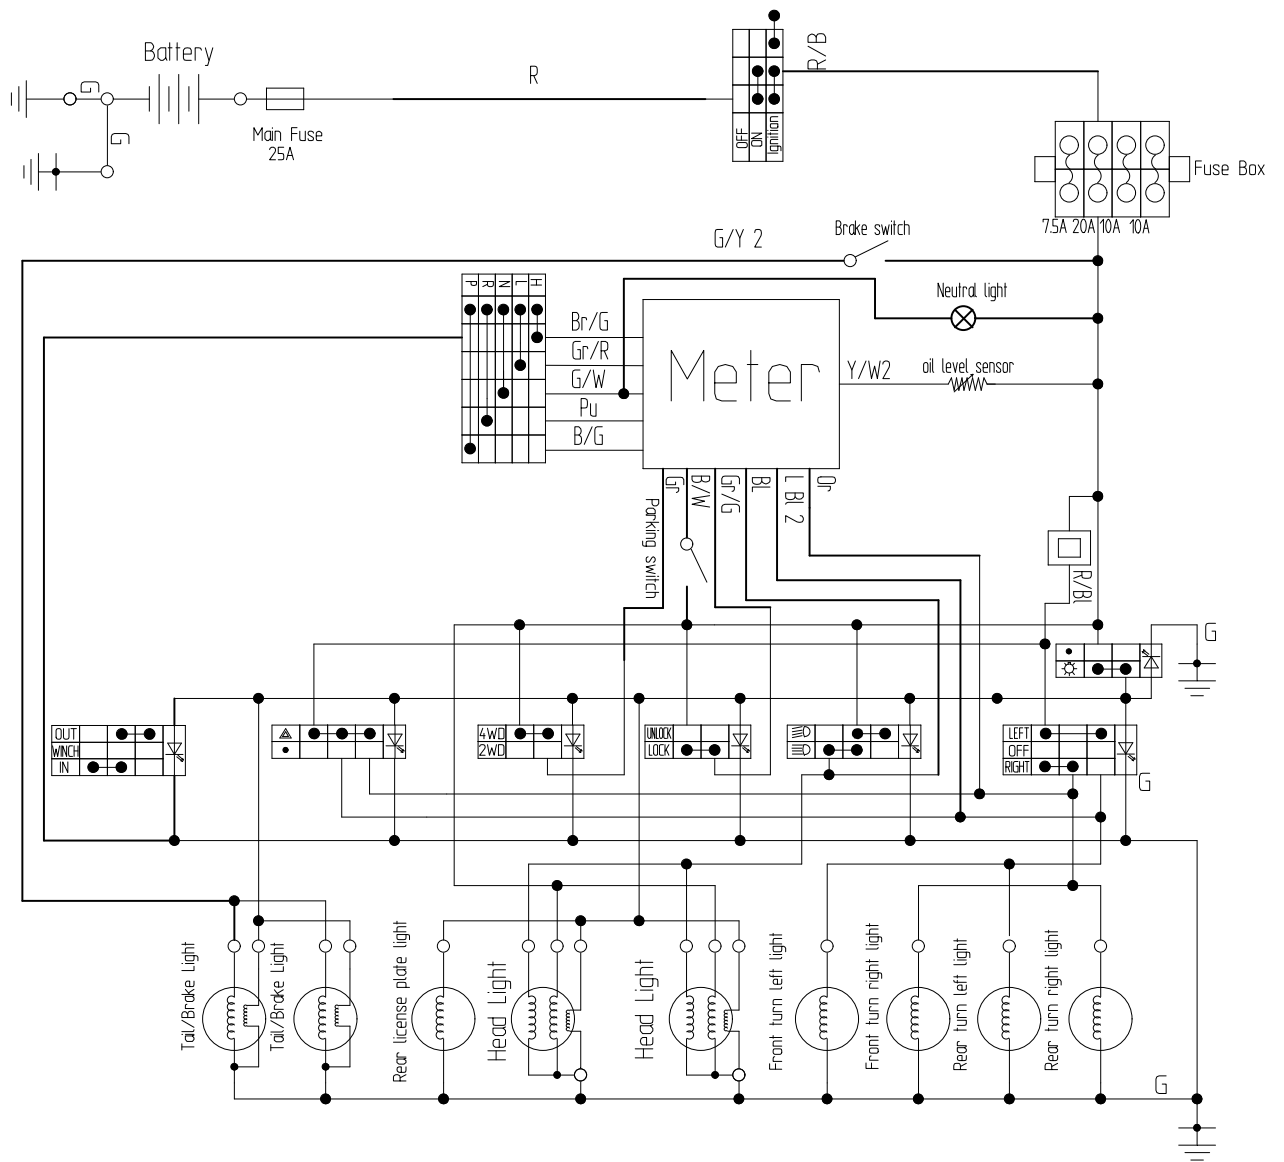 Battery
G
G
Main Fuse
25A
R
OFF
ON
Ignition
R/B
Fuse Box
7.5A 20A 10A 10A
G/Y 2
Brake switch
Neutral light
P R N L H
Br/G
Gr/R
G/W
Pu
B/G
Meter
Y/W2
oil level sensor
Gr
B/W
Gr/G
BL
L Bl 2
Or
Parking switch
R/Bl
G
OUT
WINCH
IN
4WD
2WD
UNLOCK
LOCK
LEFT
OFF
RIGHT
G
Tail/Brake Light
Tail/Brake Light
Rear license plate light
Head Light
Head Light
Front turn left light
Front turn right light
Rear turn left light
Rear turn right light
G